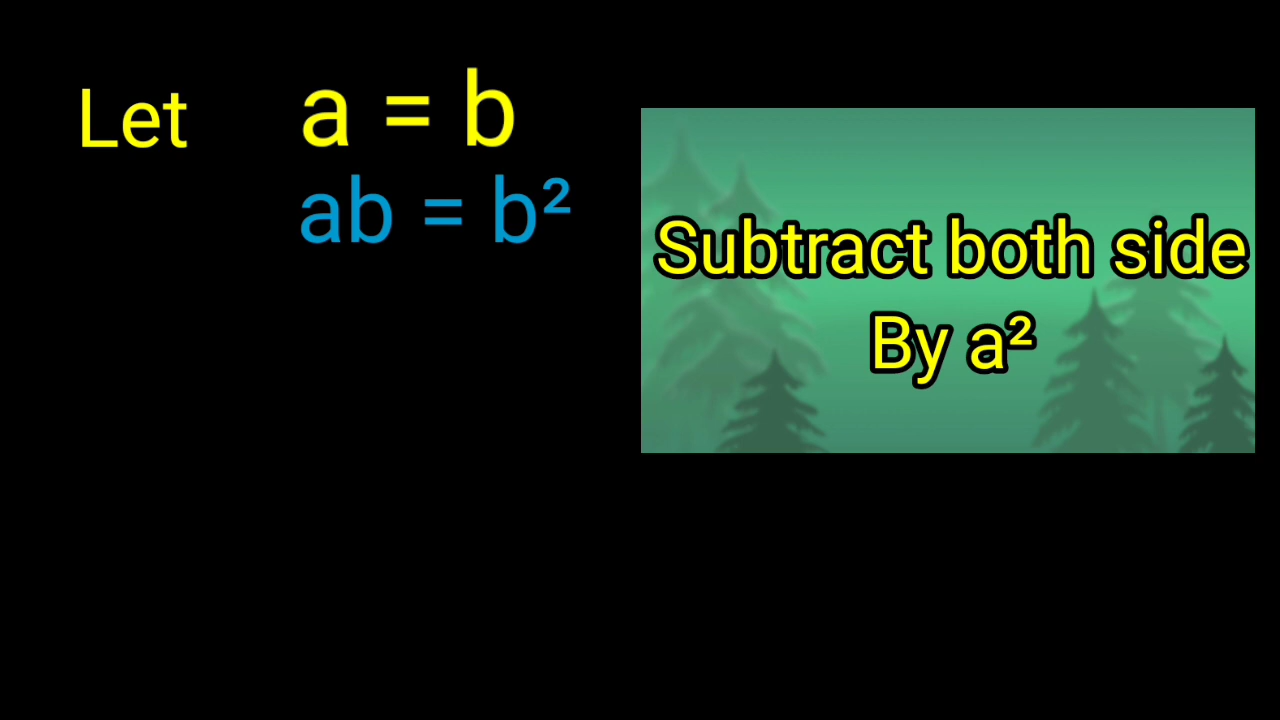 Let a = b
ab = b²
Subtract both side
By a²